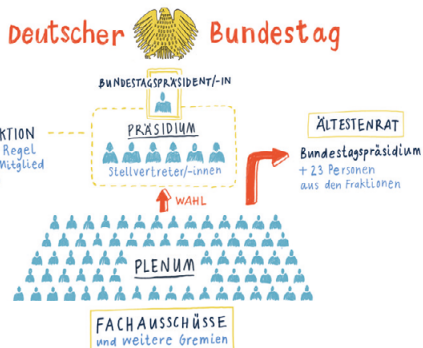 Deutscher Bundestag
BUNDESTAGSPRÄSIDENT/-IN
PRÄSIDIUM
Stellvertreter/-innen
KTION
Regel
Mitglied
ÄLTESTENRAT
Bundestagspräsidium
+ 23 Personen
aus den Fraktionen
WAHL
PLENUM
FACHAUSSCHÜSSE
und weitere Gremien